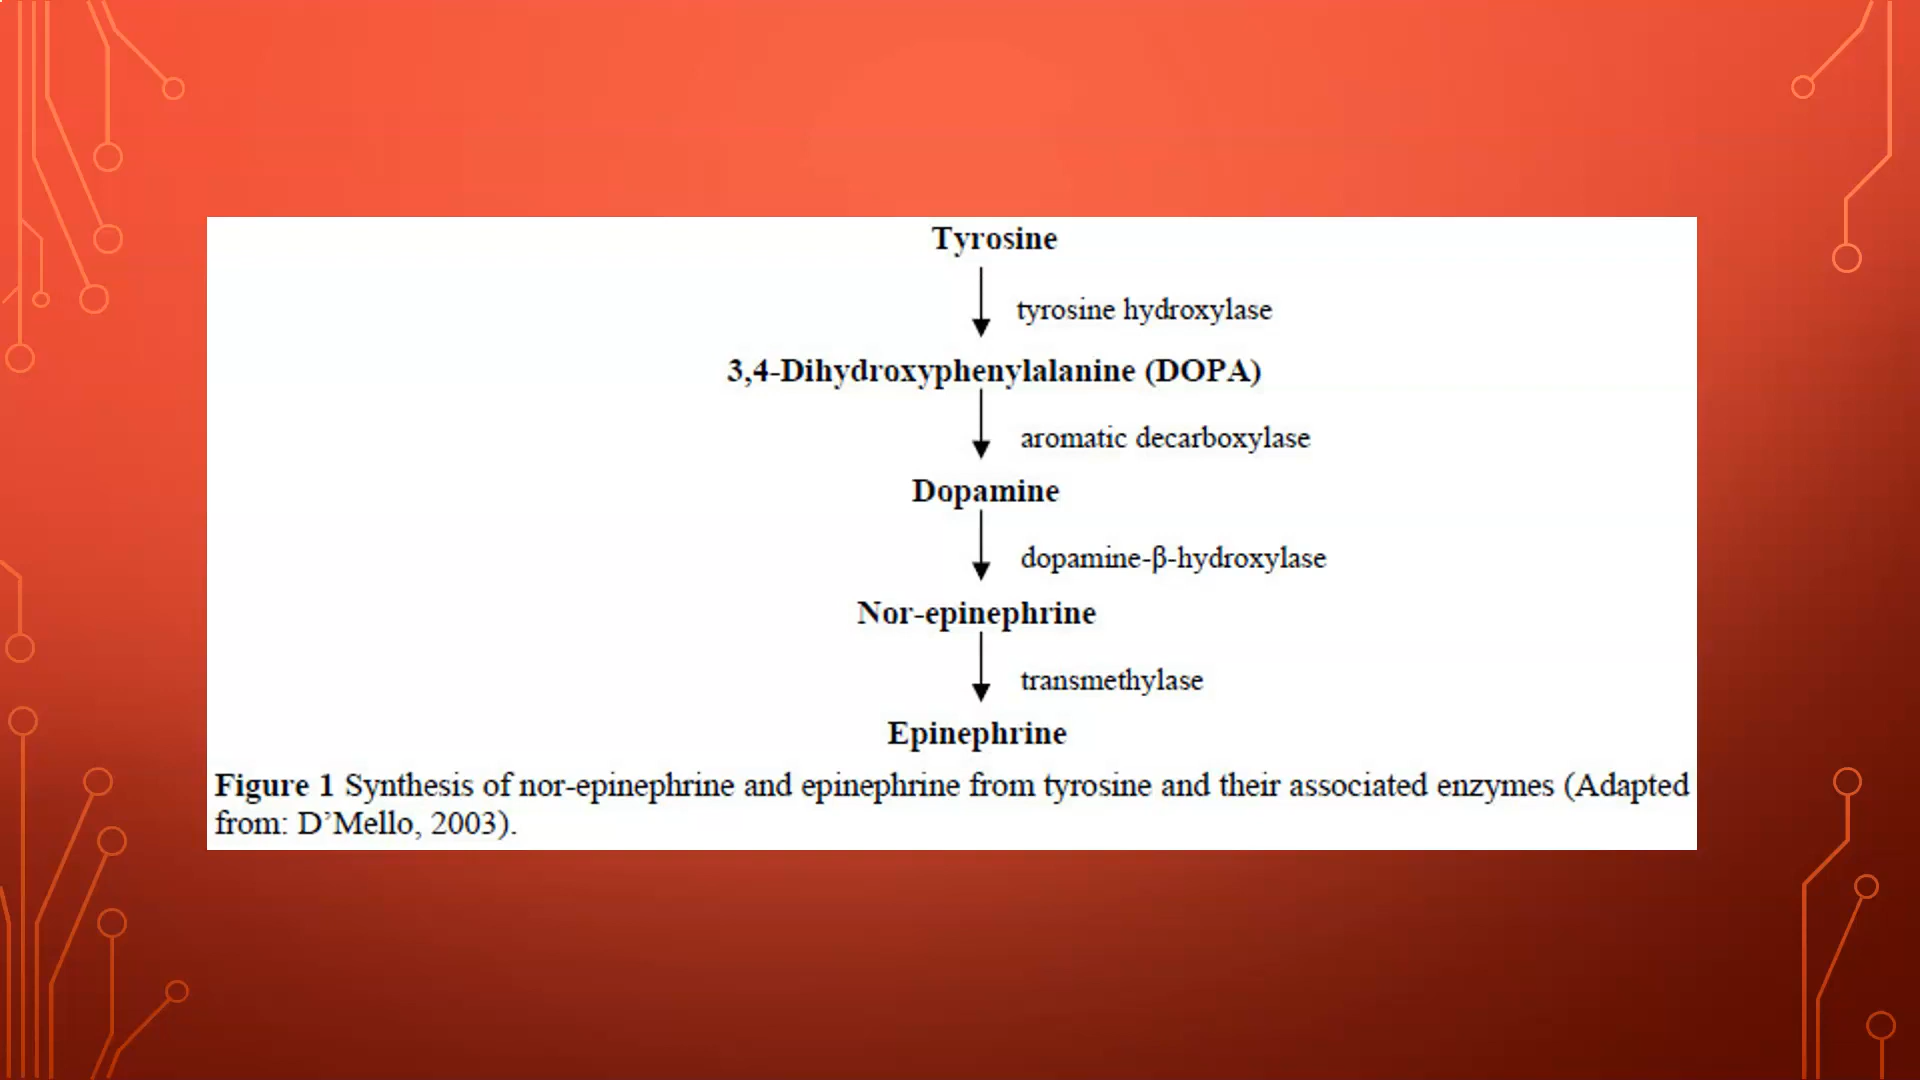 Tyrosine
tyrosine hydroxylase
3,4-Dihydroxyphenylalanine (DOPA)
aromatic decarboxylase
Dopamine
dopamine-β-hydroxylase
Nor-epinephrine
transmethylase
Epinephrine
Figure 1 Synthesis of nor-epinephrine and epinephrine from tyrosine and their associated enzymes (Adapted
from: D’Mello, 2003).